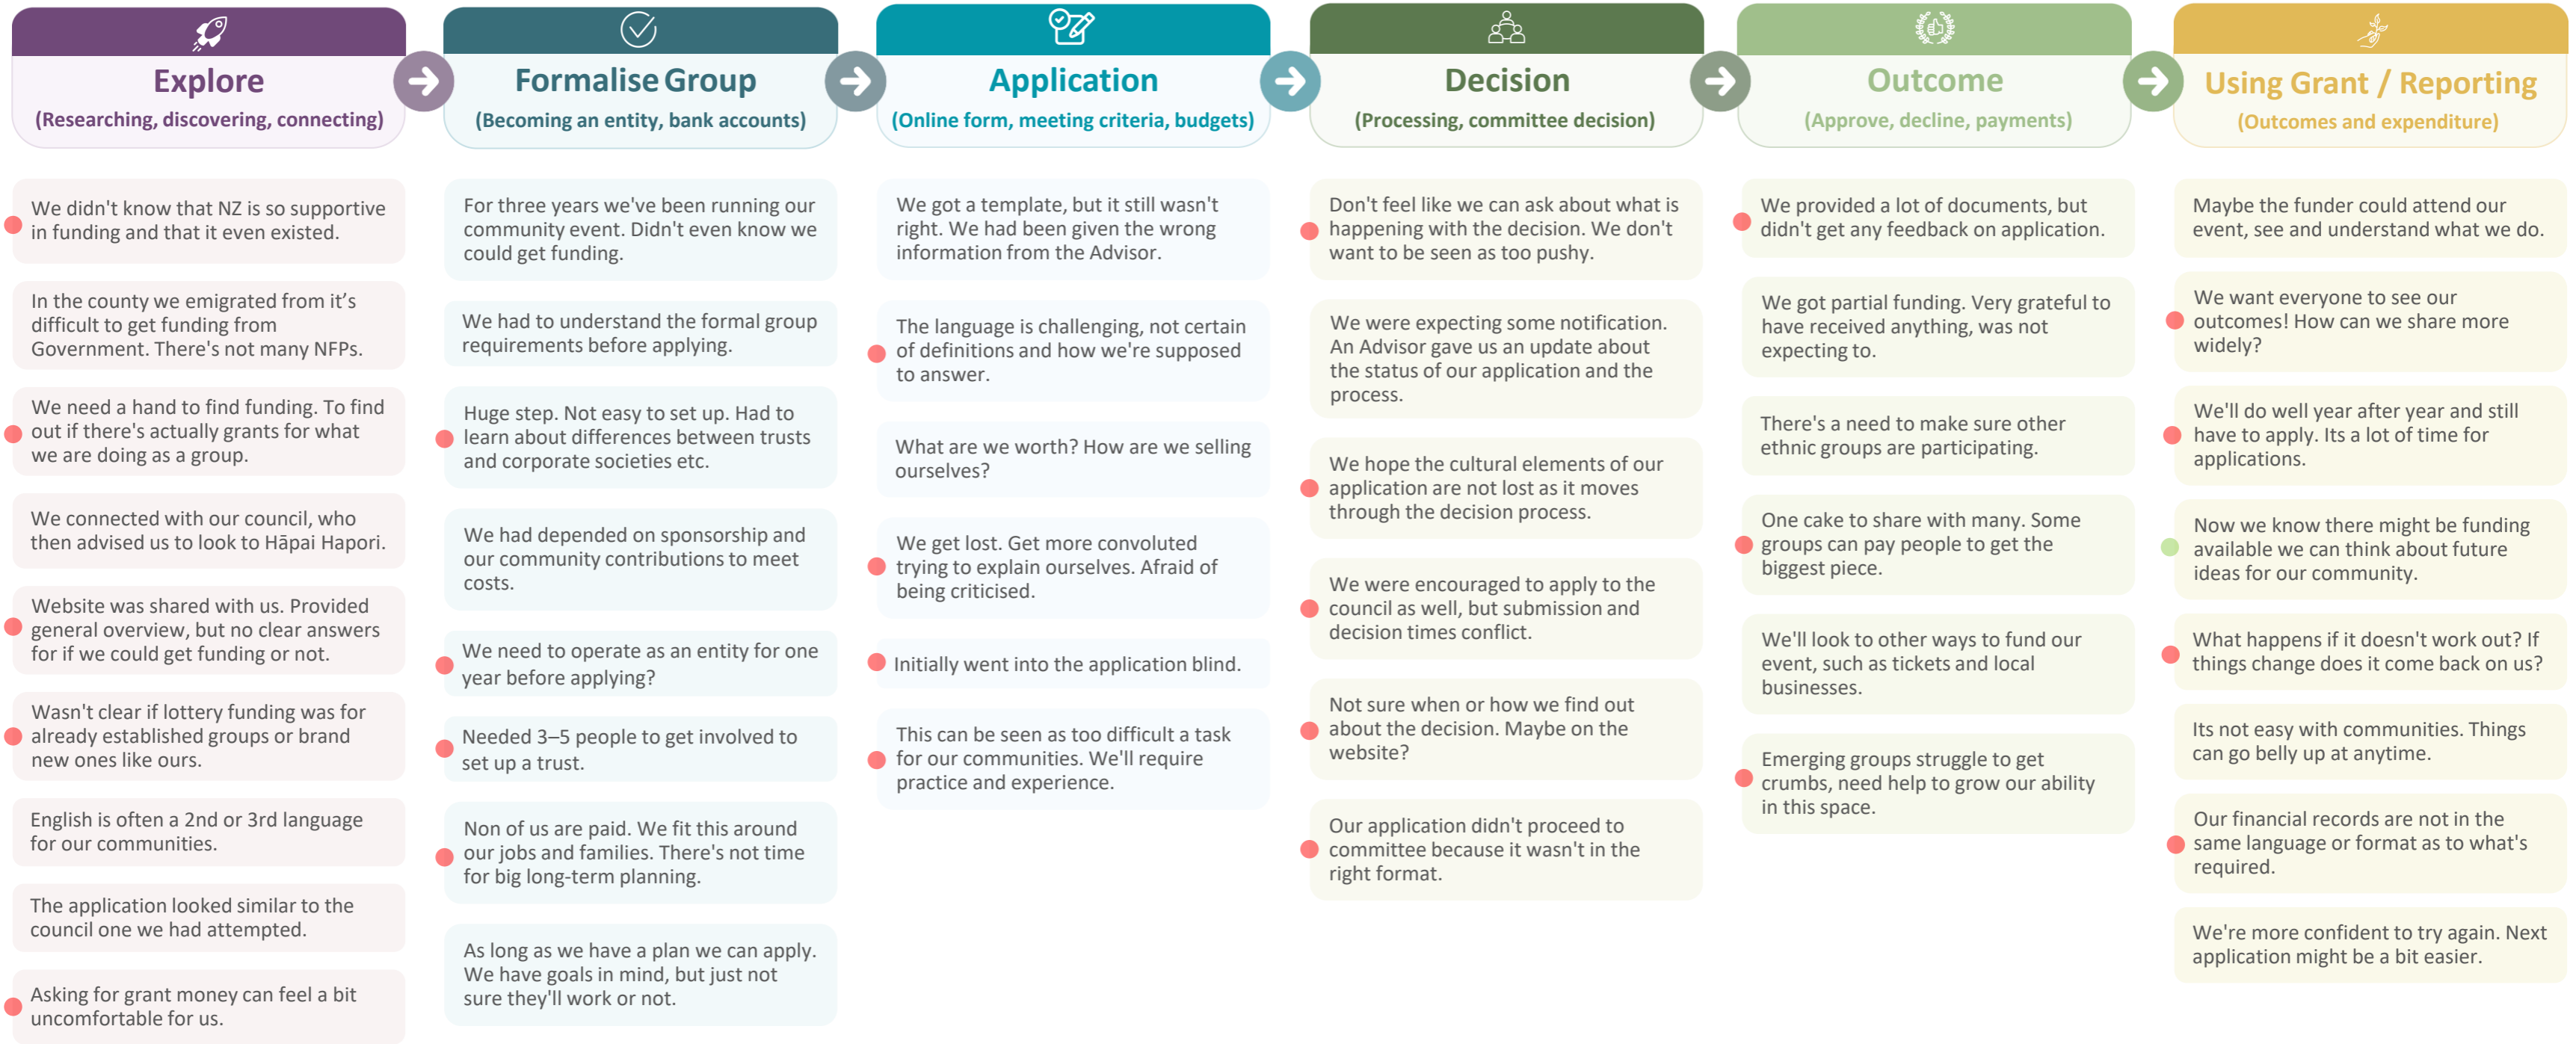 Explore
(Researching, discovering, connecting)
We didn't know that NZ is so supportive
in funding and that it even existed.
In the county we emigrated from it's
difficult to get funding from
Government. There's not many NFPs.
We need a hand to find funding. To find
out if there's actually grants for what
we are doing as a group.
We connected with our council, who
then advised us to look to Hāpai Hapori.
Website was shared with us. Provided
general overview, but no clear answers
for if we could get funding or not.
Wasn't clear if lottery funding was for
already established groups or brand
new ones like ours.
English is often a 2nd or 3rd language
for our communities.
The application looked similar to the
council one we had attempted.
Asking for grant money can feel a bit
uncomfortable for us.
Formalise Group
(Becoming an entity, bank accounts)
For three years we've been running our
community event. Didn't even know we
could get funding.
We had to understand the formal group
requirements before applying.
Huge step. Not easy to set up. Had to
learn about differences between trusts
and corporate societies etc.
We had depended on sponsorship and
our community contributions to meet
costs.
We need to operate as an entity for one
year before applying?
Needed 3–5 people to get involved to
set up a trust.
Non of us are paid. We fit this around
our jobs and families. There's not time
for big long-term planning.
As long as we have a plan we can apply.
We have goals in mind, but just not
sure they'll work or not.
Application
(Online form, meeting criteria, budgets)
We got a template, but it still wasn't
right. We had been given the wrong
information from the Advisor.
The language is challenging, not certain
of definitions and how we're supposed
to answer.
What are we worth? How are we selling
ourselves?
We get lost. Get more convoluted
trying to explain ourselves. Afraid of
being criticised.
Initially went into the application blind.
This can be seen as too difficult a task
for our communities. We'll require
practice and experience.
Decision
(Processing, committee decision)
Don't feel like we can ask about what is
happening with the decision. We don't
want to be seen as too pushy.
We were expecting some notification.
An Advisor gave us an update about
the status of our application and the
process.
We hope the cultural elements of our
application are not lost as it moves
through the decision process.
We were encouraged to apply to the
council as well, but submission and
decision times conflict.
Not sure when or how we find out
about the decision. Maybe on the
website?
Our application didn't proceed to
committee because it wasn't in the
right format.
Outcome
(Approve, decline, payments)
We provided a lot of documents, but
didn't get any feedback on application.
We got partial funding. Very grateful to
have received anything, was not
expecting to.
There's a need to make sure other
ethnic groups are participating.
One cake to share with many. Some
groups can pay people to get the
biggest piece.
We'll look to other ways to fund our
event, such as tickets and local
businesses.
Emerging groups struggle to get
crumbs, need help to grow our ability
in this space.
Using Grant / Reporting
(Outcomes and expenditure)
Maybe the funder could attend our
event, see and understand what we do.
We want everyone to see our
outcomes! How can we share more
widely?
We'll do well year after year and still
have to apply. Its a lot of time for
applications.
Now we know there might be funding
available we can think about future
ideas for our community.
What happens if it doesn't work out? If
things change does it come back on us?
Its not easy with communities. Things
can go belly up at anytime.
Our financial records are not in the
same language or format as to what's
required.
We're more confident to try again. Next
application might be a bit easier.